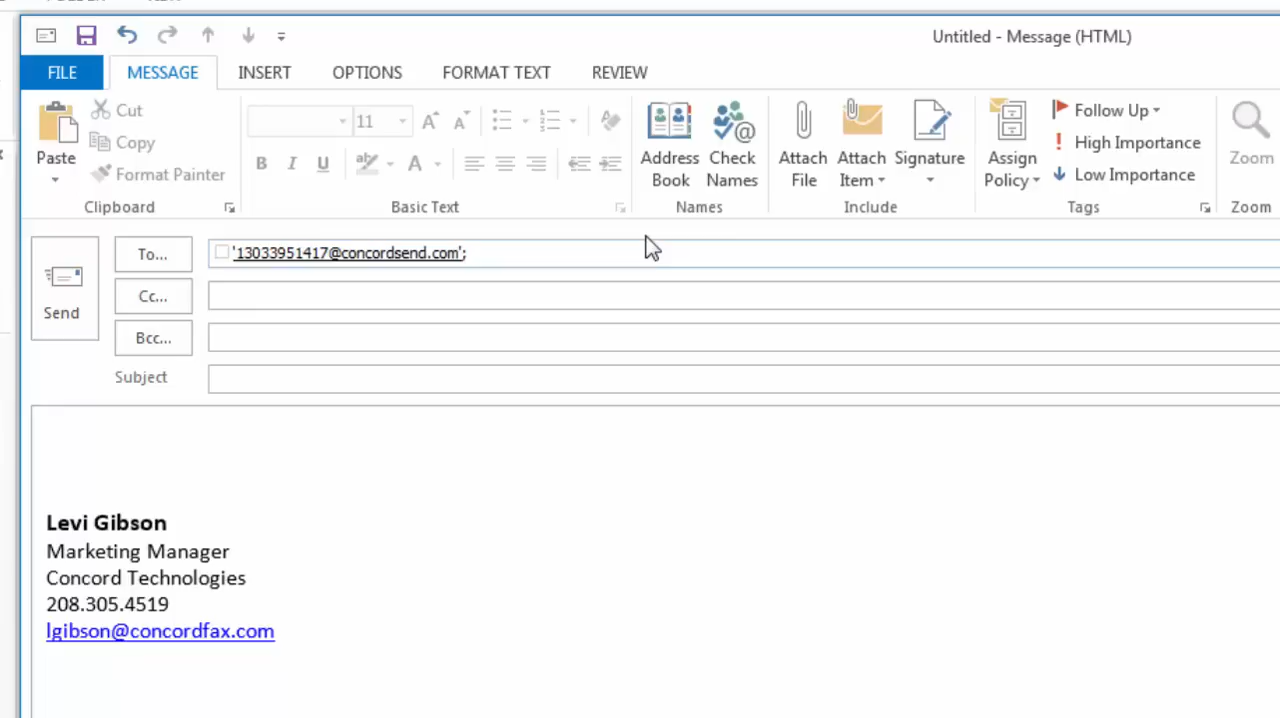 Untitled - Message (HTML)
FILE MESSAGE INSERT OPTIONS FORMAT TEXT REVIEW
Paste
Cut
Copy
Format Painter
Clipboard
11
B I U
A
Basic Text
Address Book
Check Names
Names
Attach File
Attach Item
Signature
Include
Assign Policy
Follow Up
High Importance
Low Importance
Tags
Zoom
Zoom
Send
To... '13033951417@concordsend.com';
Cc...
Bcc...
Subject
Levi Gibson
Marketing Manager
Concord Technologies
208.305.4519
lgibson@concordfax.com